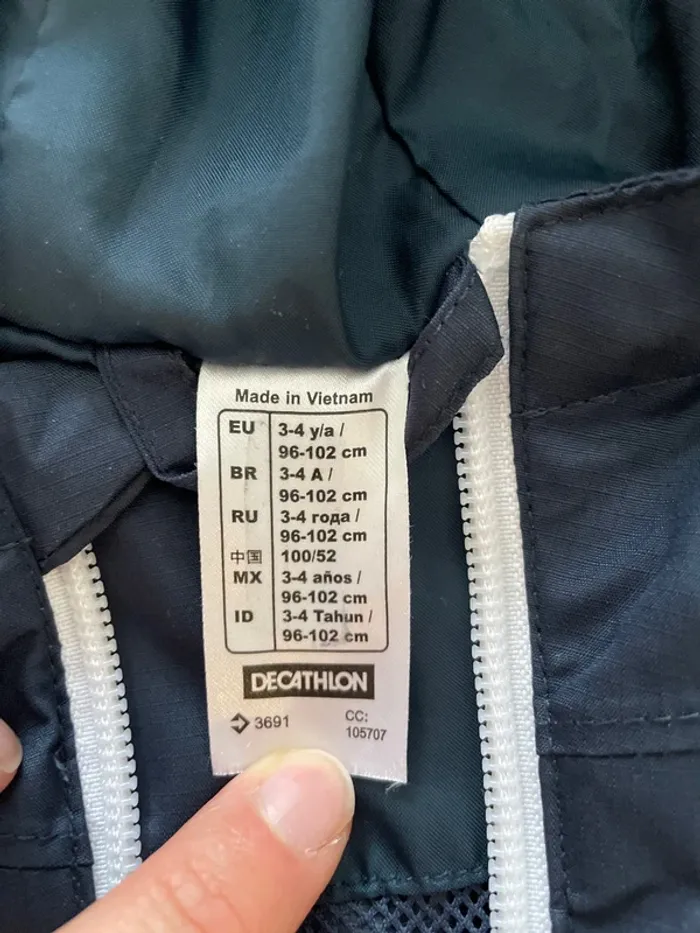 Made in Vietnam
EU 3-4 y/a /
96-102 cm
BR 3-4 A /
96-102 cm
RU 3-4 года /
96-102 cm
中国 100/52
MX 3-4 años /
96-102 cm
ID 3-4 Tahun /
96-102 cm
DECATHLON
3691 CC:
105707